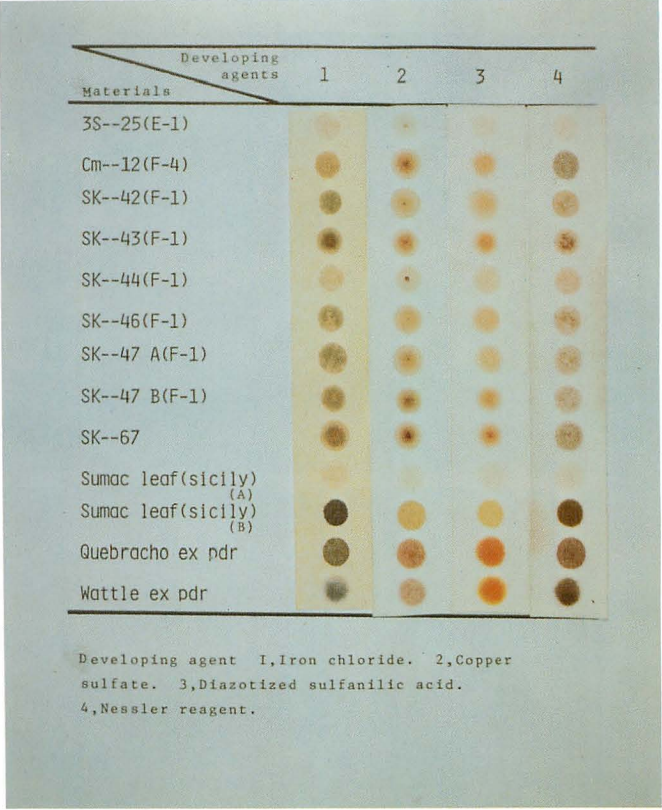 Developing
agents 1 2 3 4
Materials
3S--25(E-1)
Cm--12(F-4)
SK--42(F-1)
SK--43(F-1)
SK--44(F-1)
SK--46(F-1)
SK--47 A(F-1)
SK--47 B(F-1)
SK--67
Sumac leaf(sicily)
(A)
Sumac leaf(sicily)
(B)
Quebracho ex pdr
Wattle ex pdr
Developing agent I,Iron chloride. 2,Copper
sulfate. 3,Diazotized sulfanilic acid.
4,Nessler reagent.